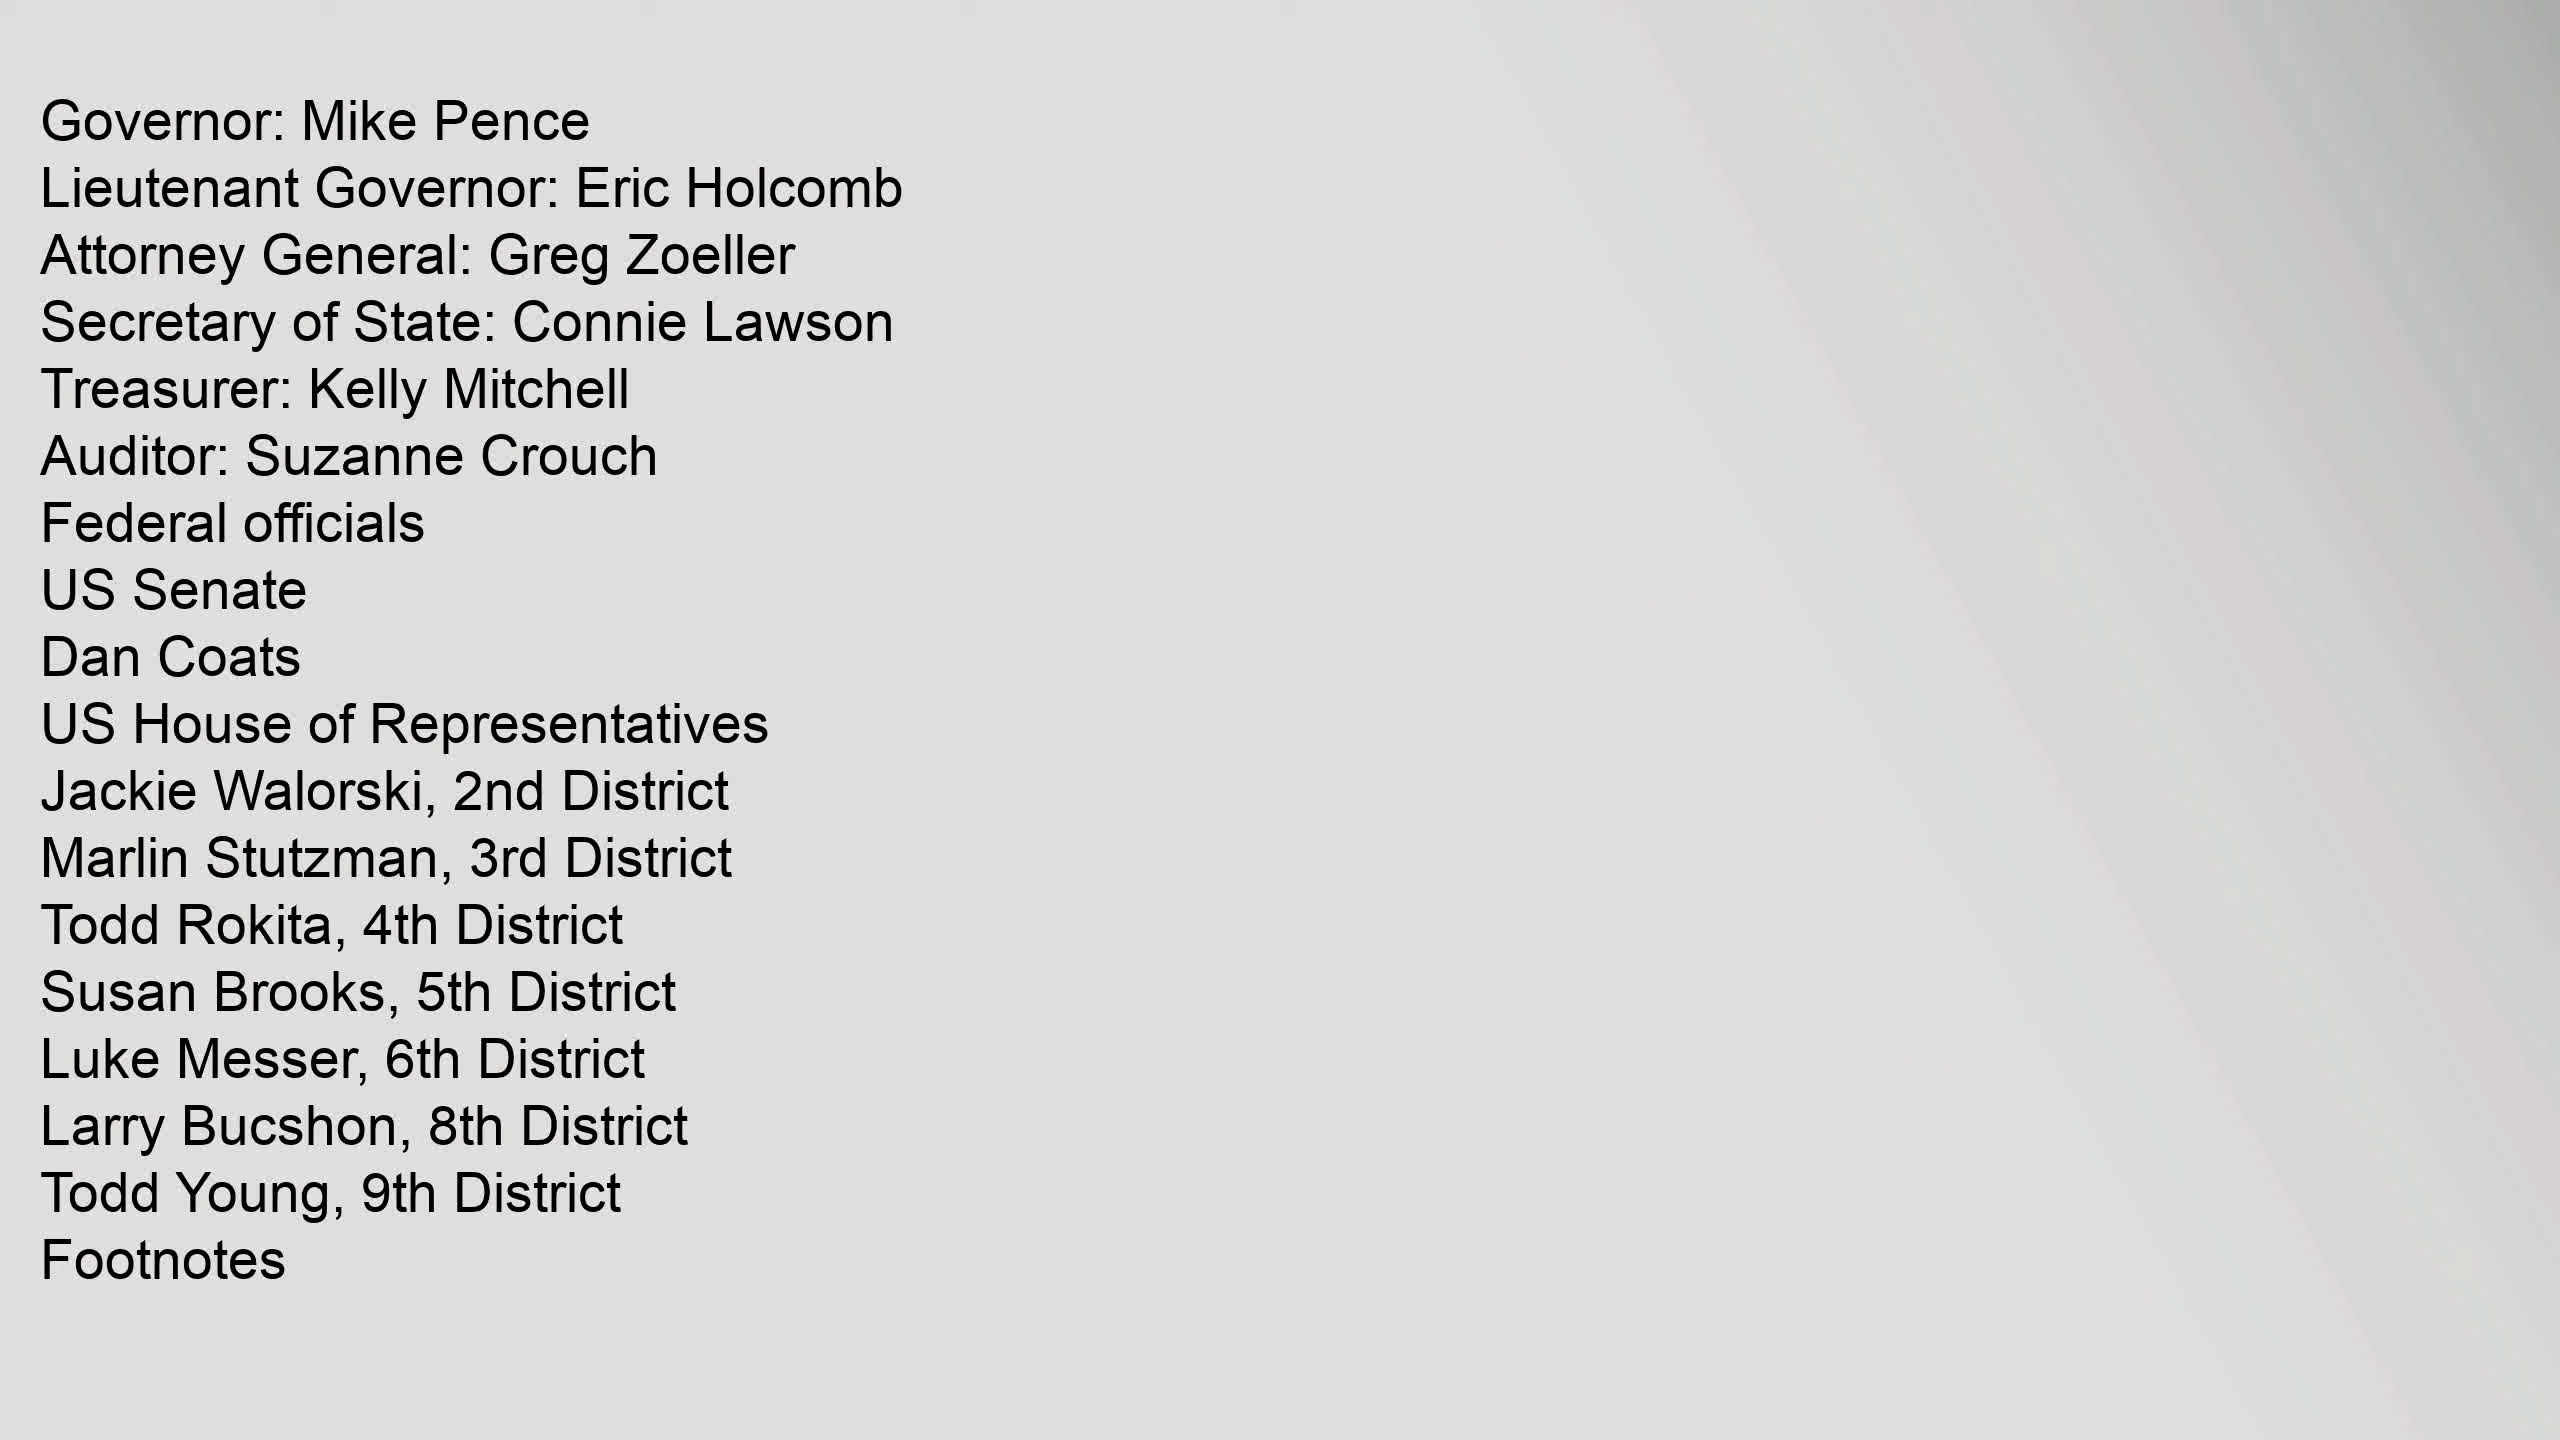 Governor: Mike Pence
Lieutenant Governor: Eric Holcomb
Attorney General: Greg Zoeller
Secretary of State: Connie Lawson
Treasurer: Kelly Mitchell
Auditor: Suzanne Crouch
Federal officials
US Senate
Dan Coats
US House of Representatives
Jackie Walorski, 2nd District
Marlin Stutzman, 3rd District
Todd Rokita, 4th District
Susan Brooks, 5th District
Luke Messer, 6th District
Larry Bucshon, 8th District
Todd Young, 9th District
Footnotes